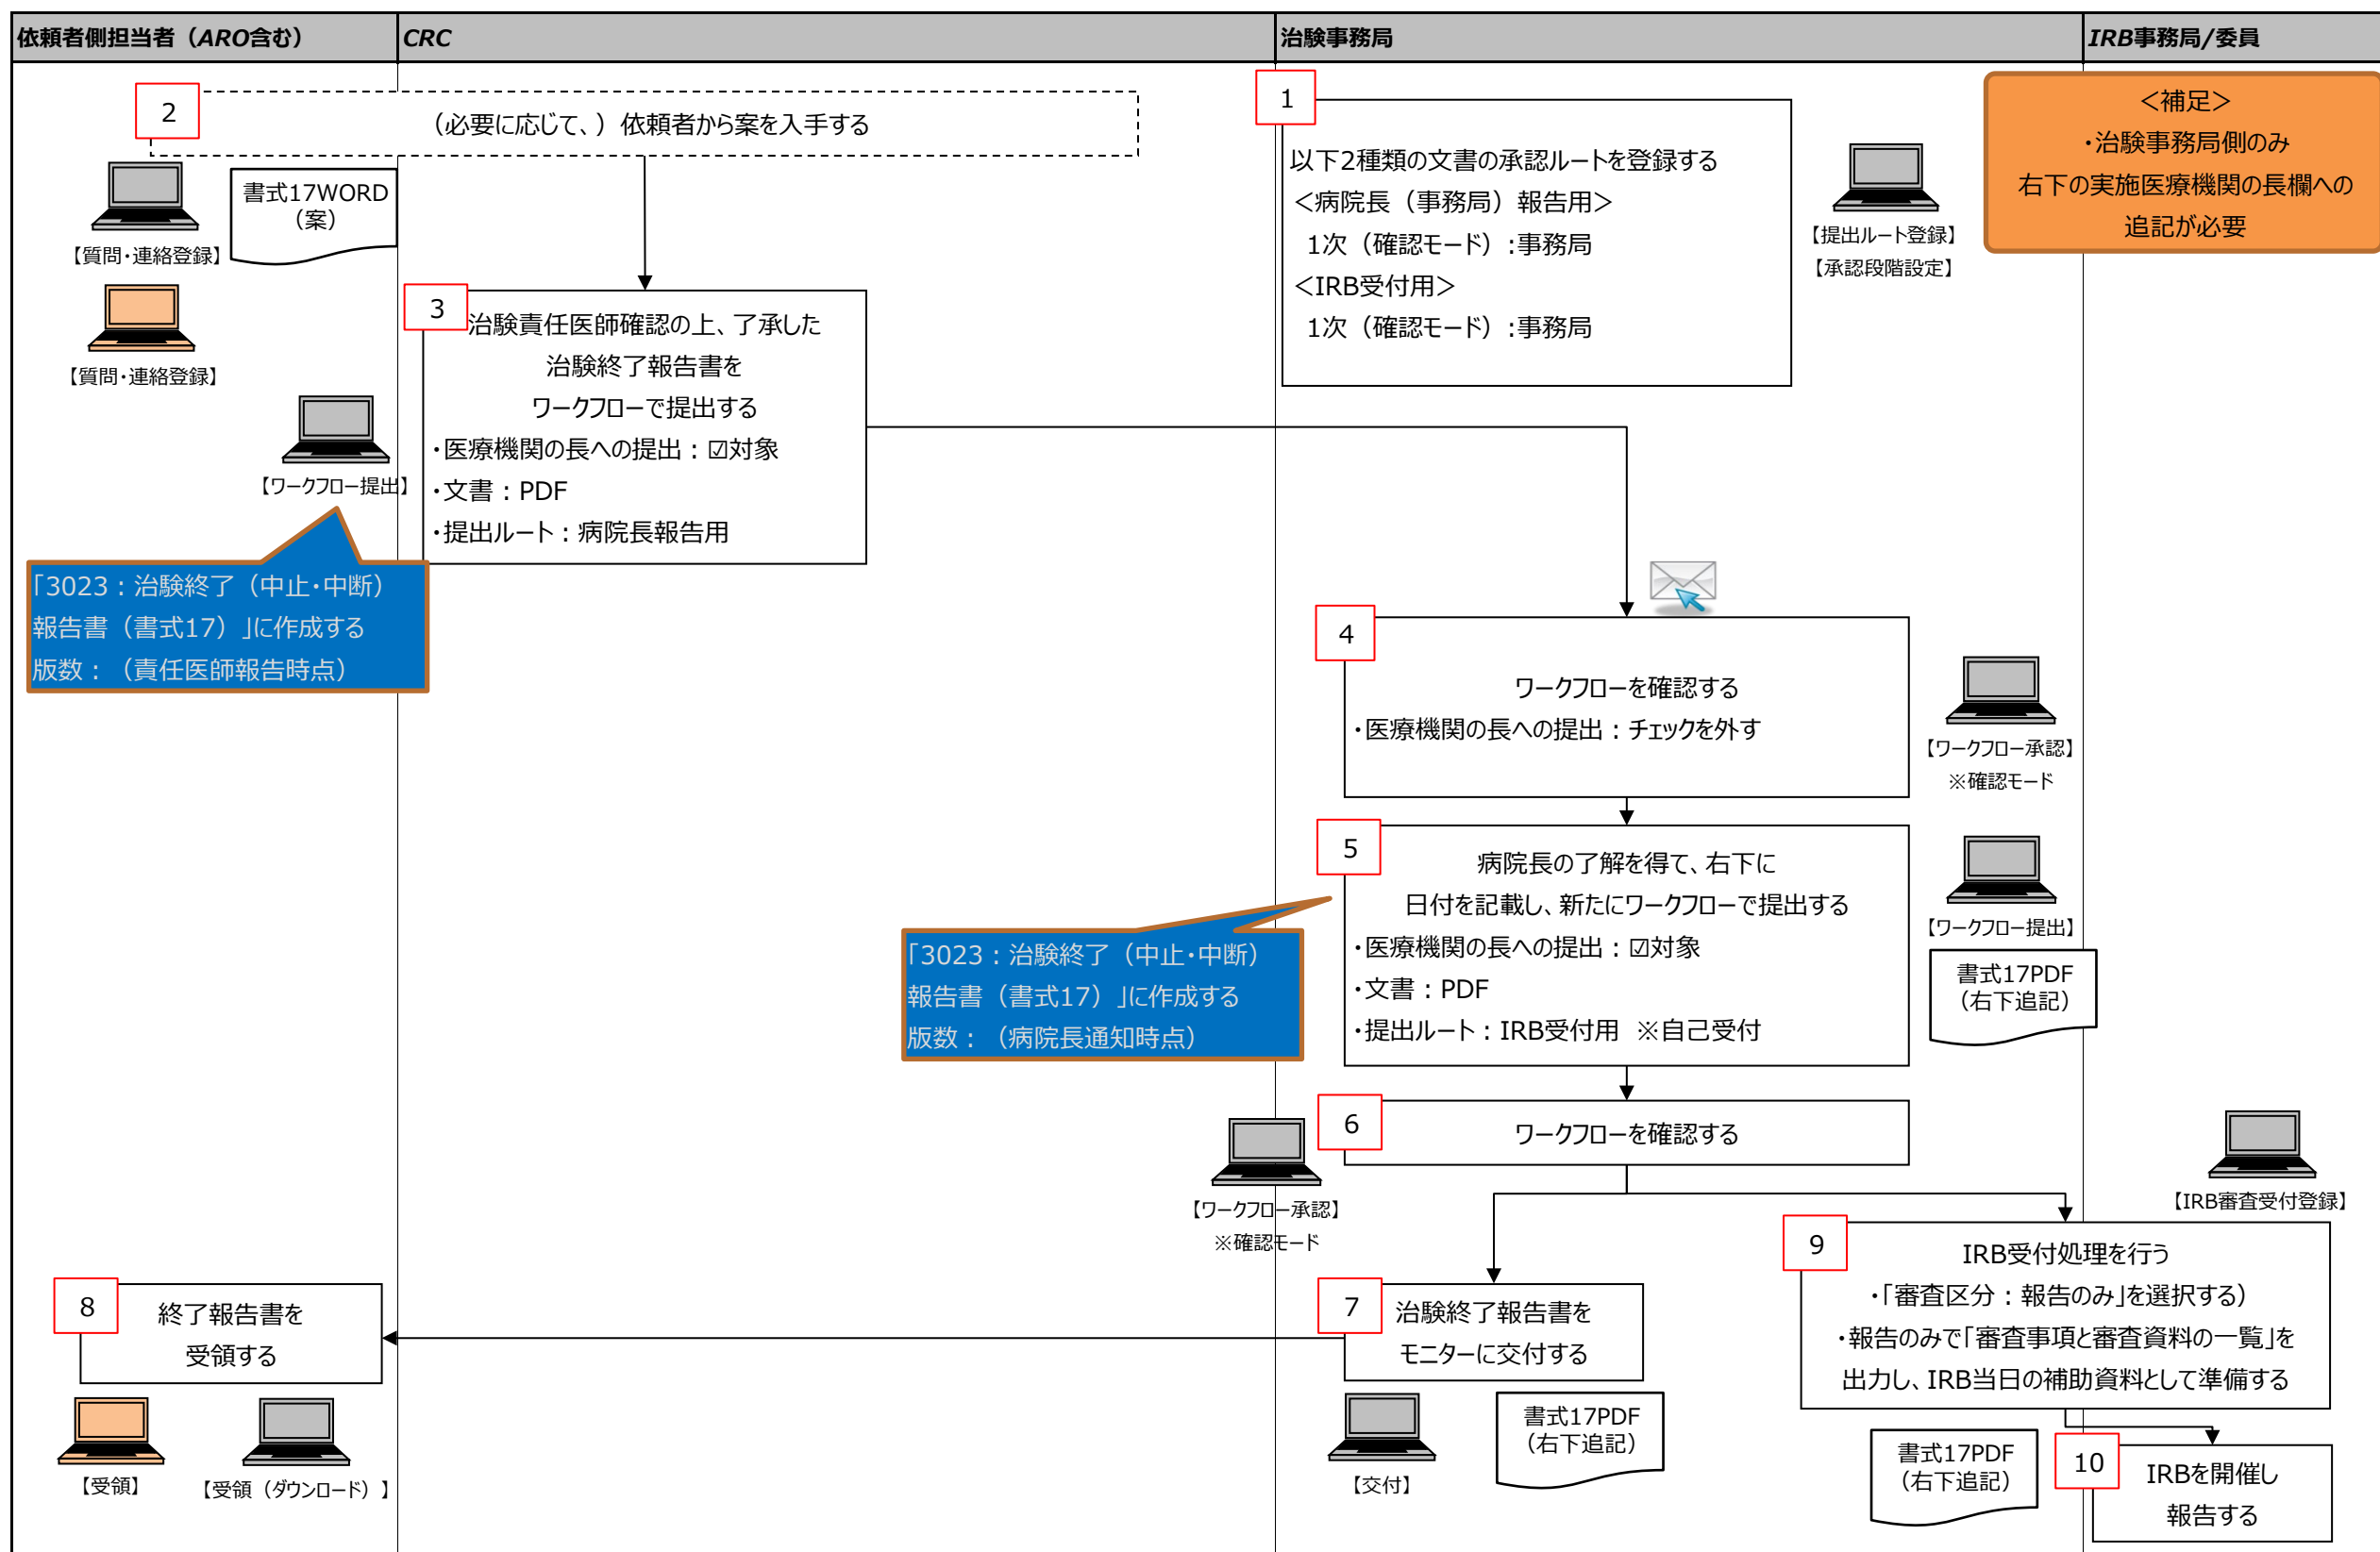 依頼者側担当者（ARO含む）
CRC
治験事務局
IRB事務局/委員
2
（必要に応じて、）依頼者から案を入手する
【質問・連絡登録】
書式17WORD
（案）
【質問・連絡登録】
1
以下2種類の文書の承認ルートを登録する
＜病院長（事務局）報告用＞
1次（確認モード）:事務局
＜IRB受付用＞
1次（確認モード）:事務局
【提出ルート登録】
【承認段階設定】
＜補足＞
・治験事務局側のみ
右下の実施医療機関の長欄への
追記が必要
3
治験責任医師確認の上、了承した
治験終了報告書を
ワークフローで提出する
・医療機関の長への提出：☑対象
・文書：PDF
・提出ルート：病院長報告用
【ワークフロー提出】
「3023：治験終了（中止・中断）
報告書（書式17）」に作成する
版数：（責任医師報告時点）
4
ワークフローを確認する
・医療機関の長への提出：チェックを外す
【ワークフロー承認】
※確認モード
5
病院長の了解を得て、右下に
日付を記載し、新たにワークフローで提出する
・医療機関の長への提出：☑対象
・文書：PDF
・提出ルート：IRB受付用　※自己受付
【ワークフロー提出】
書式17PDF
（右下追記）
「3023：治験終了（中止・中断）
報告書（書式17）」に作成する
版数：（病院長通知時点）
6
ワークフローを確認する
【ワークフロー承認】
※確認モード
【IRB審査受付登録】
7
治験終了報告書を
モニターに交付する
【交付】
書式17PDF
（右下追記）
8
終了報告書を
受領する
【受領】
【受領（ダウンロード）】
9
IRB受付処理を行う
・「審査区分：報告のみ」を選択する）
・報告のみで「審査事項と審査資料の一覧」を
出力し、IRB当日の補助資料として準備する
書式17PDF
（右下追記）
10
IRBを開催し
報告する